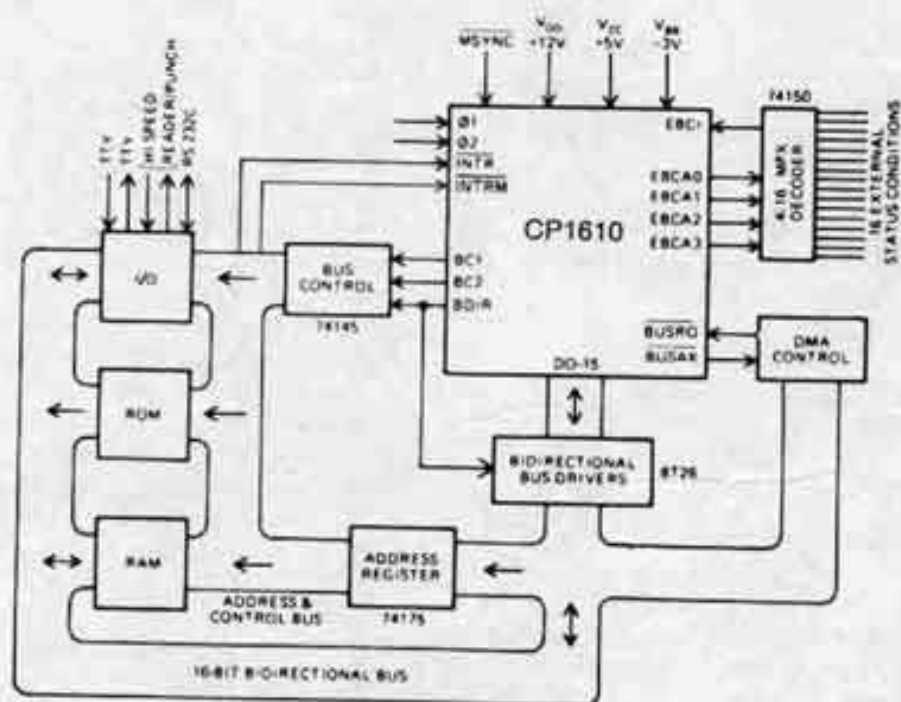 MSYNC
VDD
+12V
VCC
+5V
VBB
-3V
TTY
TTY
HI SPEED
READER/PUNCH
RS 232C
Ø1
Ø2
INTR
INTRM
EBCI
EBCA0
EBCA1
EBCA2
EBCA3
74150
4:16 MPX
DECODER
16 EXTERNAL
STATUS CONDITIONS
CP1610
I/O
BUS
CONTROL
74145
BC1
BC2
BDIR
BUSRQ
BUSAK
DMA
CONTROL
D0-15
ROM
BIDIRECTIONAL
BUS DRIVERS
8T26
RAM
ADDRESS
REGISTER
74175
ADDRESS &
CONTROL BUS
16-BIT BIDIRECTIONAL BUS